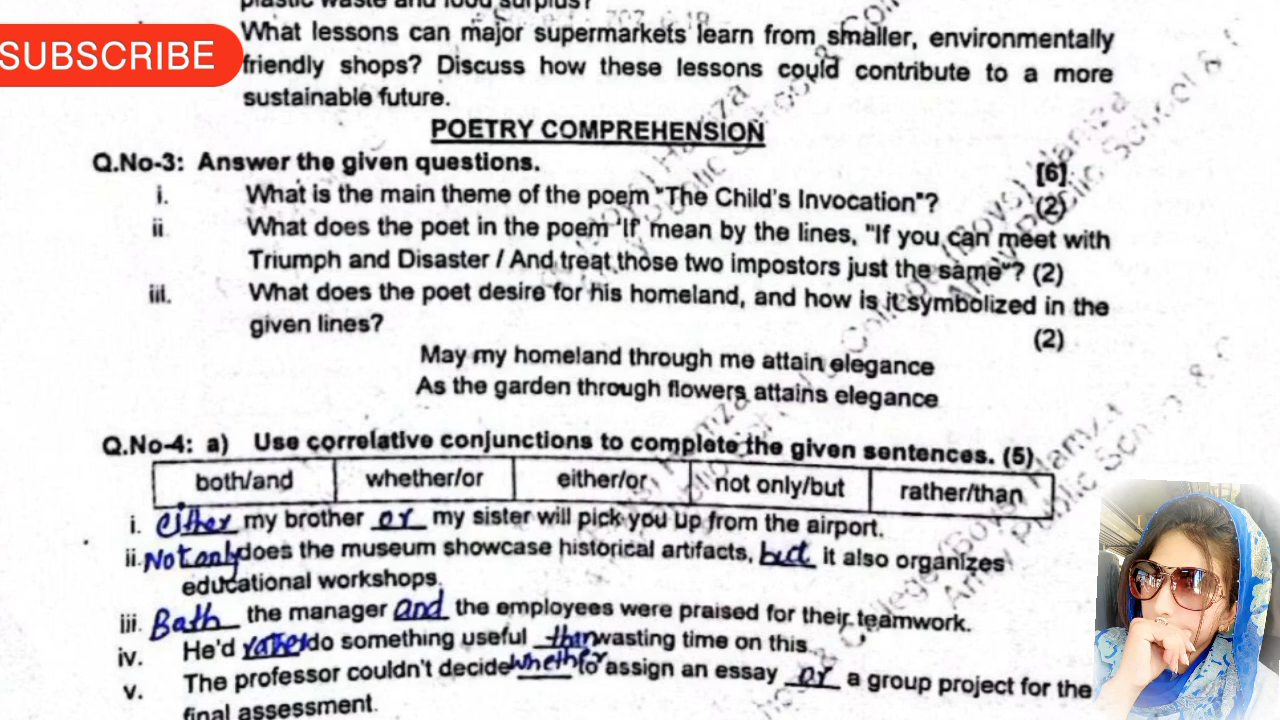 plastic waste and food surplus?
SUBSCRIBE
What lessons can major supermarkets learn from smaller, environmentally
friendly shops? Discuss how these lessons could contribute to a more
sustainable future.
POETRY COMPREHENSION
Q.No-3: Answer the given questions. [6]
i. What is the main theme of the poem "The Child's Invocation"? (2)
ii What does the poet in the poem 'If' mean by the lines, "If you can meet with
Triumph and Disaster / And treat those two impostors just the same"? (2)
iii. What does the poet desire for his homeland, and how is it symbolized in the
given lines? (2)
May my homeland through me attain elegance
As the garden through flowers attains elegance
Q.No-4: a) Use correlative conjunctions to complete the given sentences. (5)
both/and whether/or either/or not only/but rather/than
i. either my brother or my sister will pick you up from the airport.
ii. Not only does the museum showcase historical artifacts, but it also organizes
educational workshops.
iii. Bath the manager and the employees were praised for their teamwork.
iv. He'd rather do something useful than wasting time on this
v. The professor couldn't decide whether to assign an essay or a group project for the
final assessment.